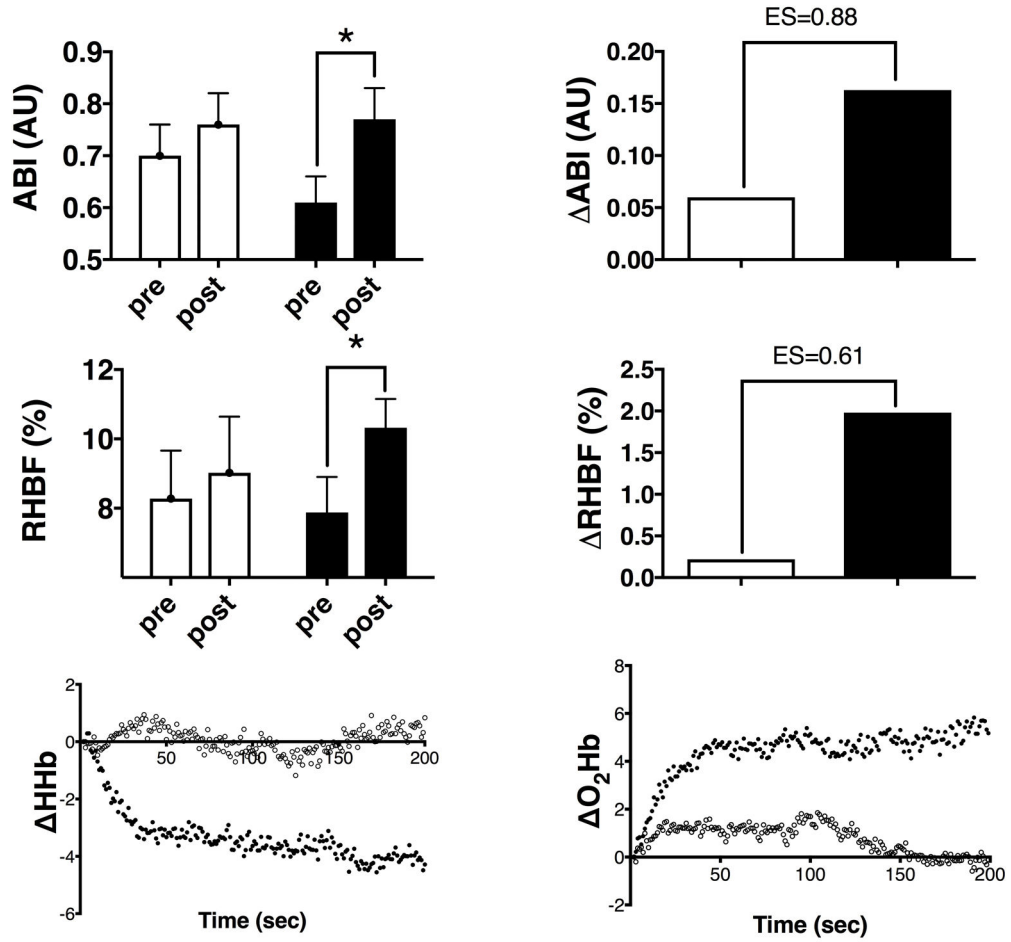 ABI (AU)
0.9
0.8
0.7
0.6
0.5
*
pre
post
pre
post
ES=0.88
ΔABI (AU)
0.20
0.15
0.10
0.05
0.00
RHBF (%)
12
10
8
*
pre
post
pre
post
ES=0.61
ΔRHBF (%)
2.5
2.0
1.5
1.0
0.5
0.0
ΔHHb
2
0
-2
-4
-6
50
100
150
200
Time (sec)
ΔO₂Hb
8
6
4
2
0
-2
50
100
150
200
Time (sec)